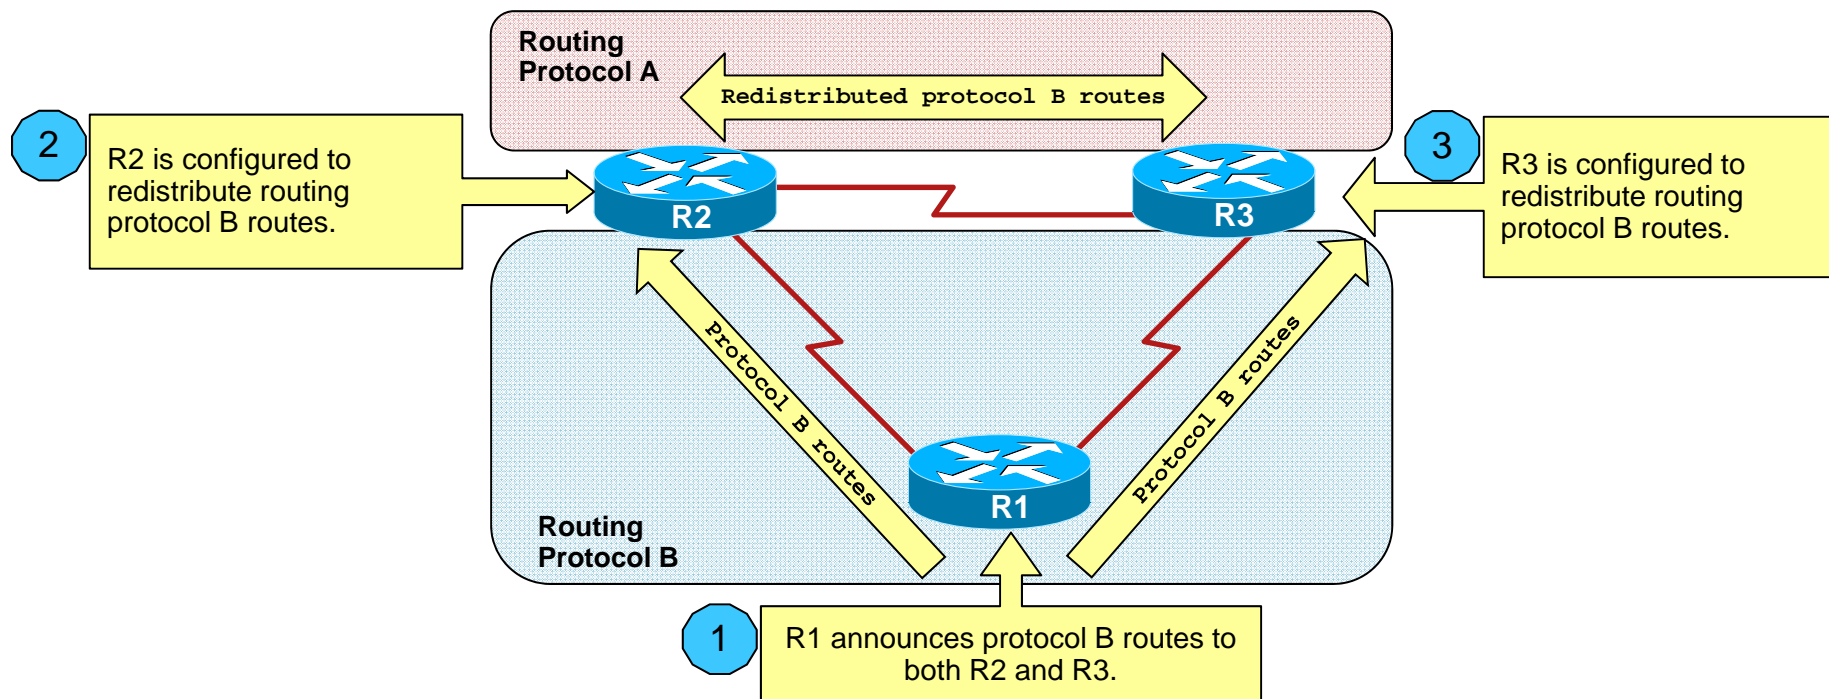 Routing
Protocol A
Redistributed protocol B routes
2
R2 is configured to
redistribute routing
protocol B routes.
3
R3 is configured to
redistribute routing
protocol B routes.
R2
R3
Protocol B routes
Protocol B routes
R1
Routing
Protocol B
1
R1 announces protocol B routes to
both R2 and R3.